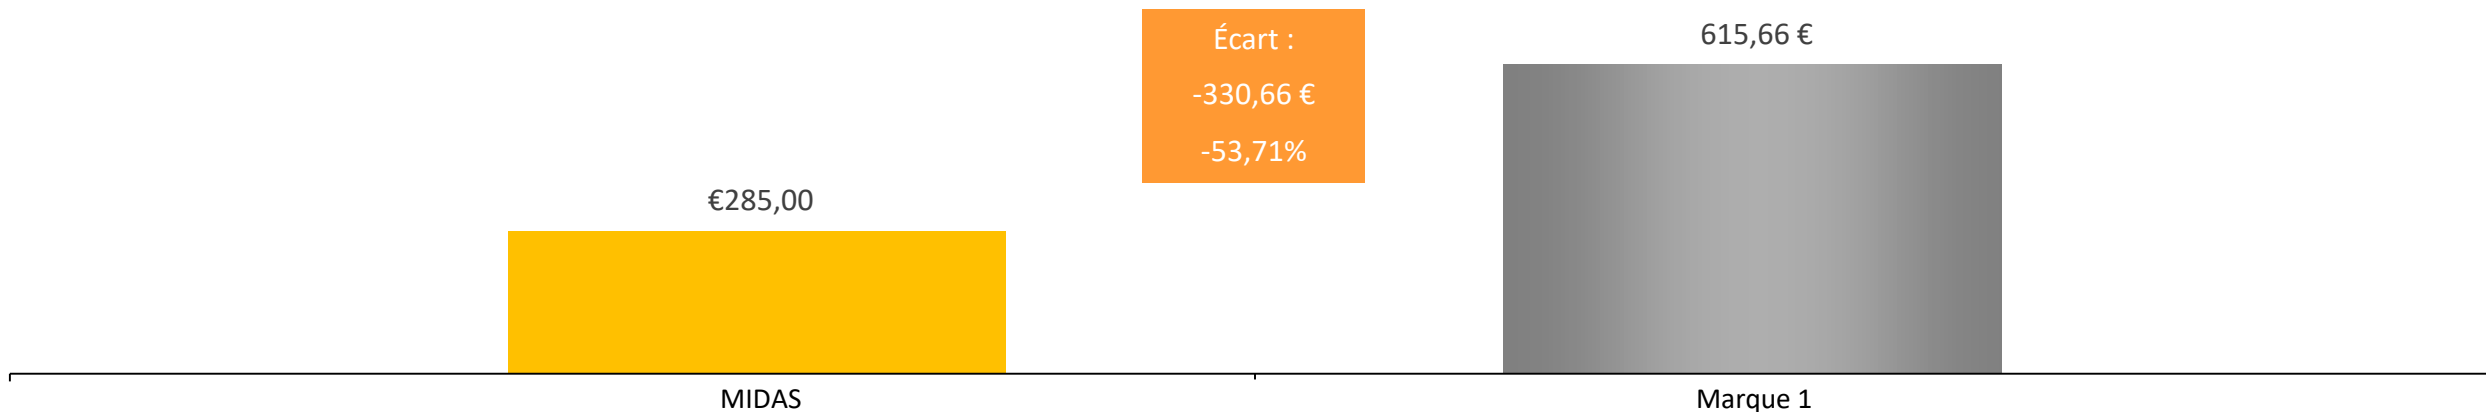 Écart :
-330,66 €
-53,71%
615,66 €
€285,00
MIDAS
Marque 1